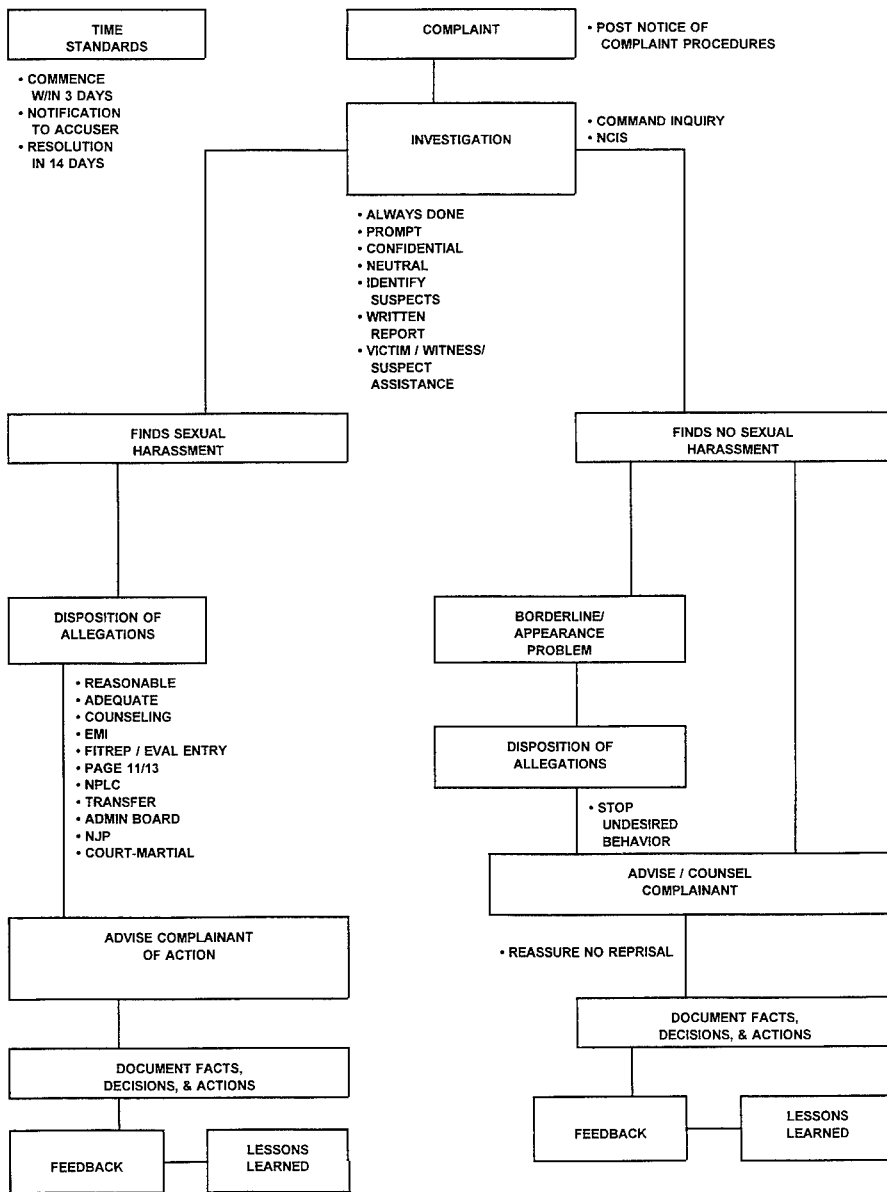 TIME
STANDARDS
• COMMENCE
W/IN 3 DAYS
• NOTIFICATION
TO ACCUSER
• RESOLUTION
IN 14 DAYS
COMPLAINT
• POST NOTICE OF
COMPLAINT PROCEDURES
INVESTIGATION
• COMMAND INQUIRY
• NCIS
• ALWAYS DONE
• PROMPT
• CONFIDENTIAL
• NEUTRAL
• IDENTIFY
SUSPECTS
• WRITTEN
REPORT
• VICTIM / WITNESS/
SUSPECT
ASSISTANCE
FINDS SEXUAL
HARASSMENT
DISPOSITION OF
ALLEGATIONS
• REASONABLE
• ADEQUATE
• COUNSELING
• EMI
• FITREP / EVAL ENTRY
• PAGE 11/13
• NPLC
• TRANSFER
• ADMIN BOARD
• NJP
• COURT-MARTIAL
ADVISE COMPLAINANT
OF ACTION
DOCUMENT FACTS,
DECISIONS, & ACTIONS
FEEDBACK
LESSONS
LEARNED
FINDS NO SEXUAL
HARASSMENT
BORDERLINE/
APPEARANCE
PROBLEM
DISPOSITION OF
ALLEGATIONS
• STOP
UNDESIRED
BEHAVIOR
ADVISE / COUNSEL
COMPLAINANT
• REASSURE NO REPRISAL
DOCUMENT FACTS,
DECISIONS, & ACTIONS
FEEDBACK
LESSONS
LEARNED